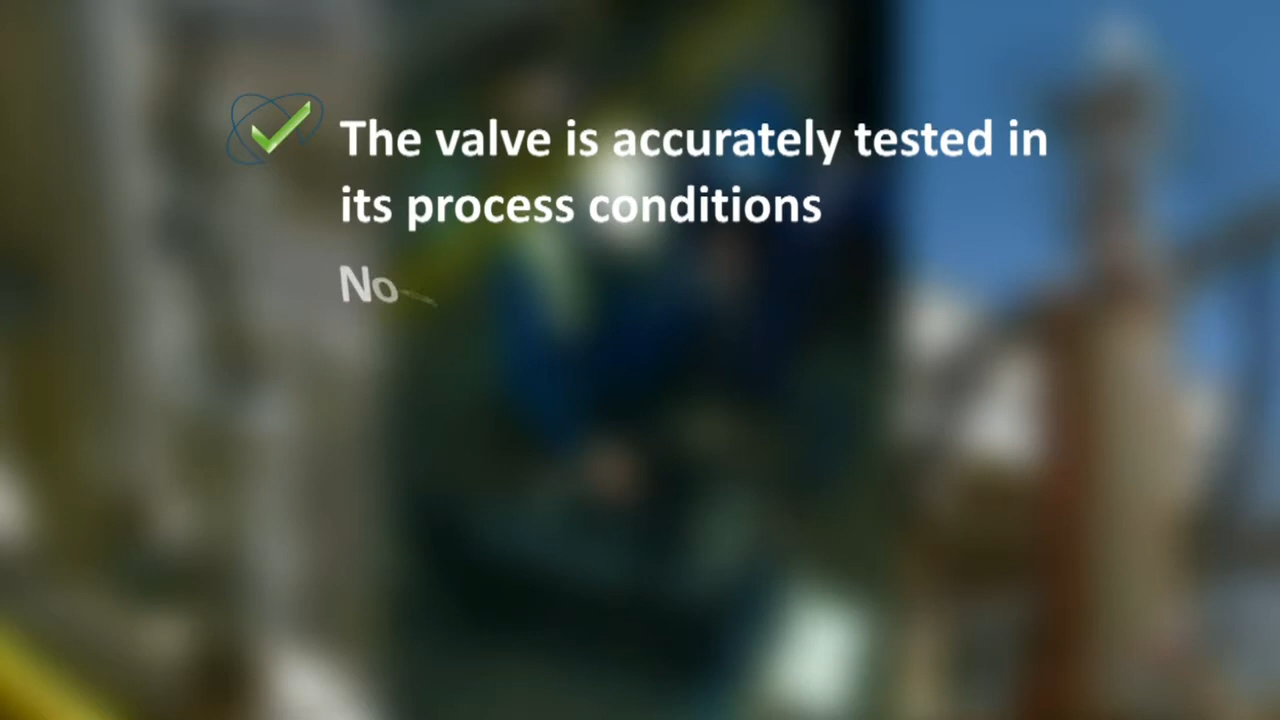 The valve is accurately tested in
its process conditions
No